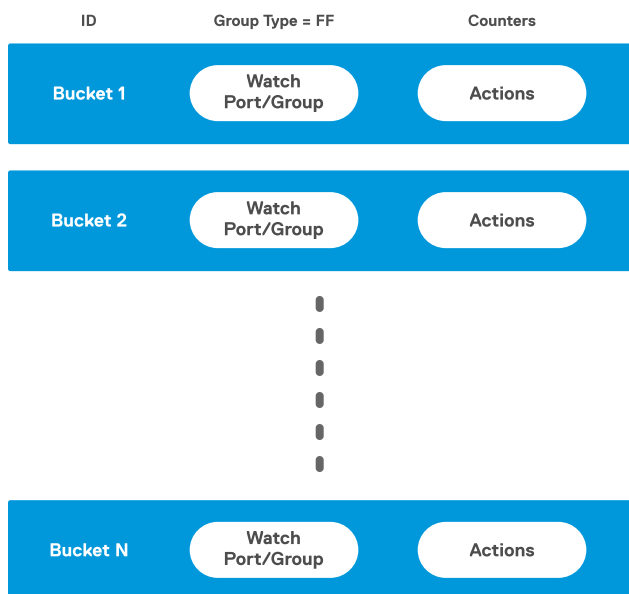 ID Group Type = FF Counters
Bucket 1 Watch Port/Group Actions
Bucket 2 Watch Port/Group Actions
Bucket N Watch Port/Group Actions